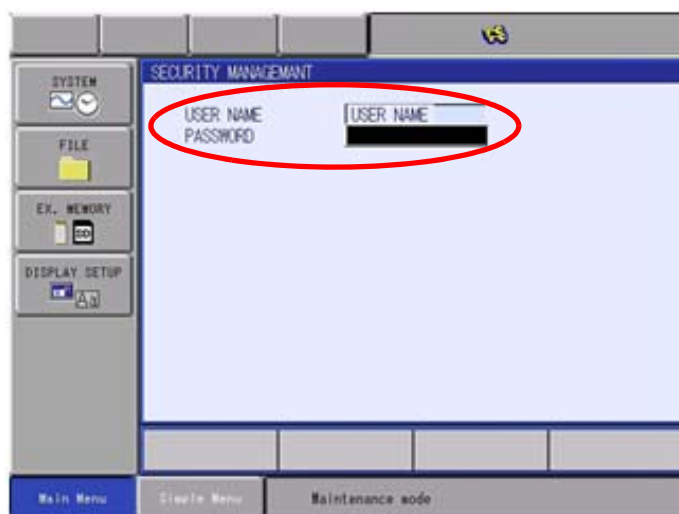 SYSTEM
FILE
EX. MEMORY
DISPLAY SETUP
SECURITY MANAGEMANT
USER NAME USER NAME
PASSWORD
Main Menu Simple Menu Maintenance mode